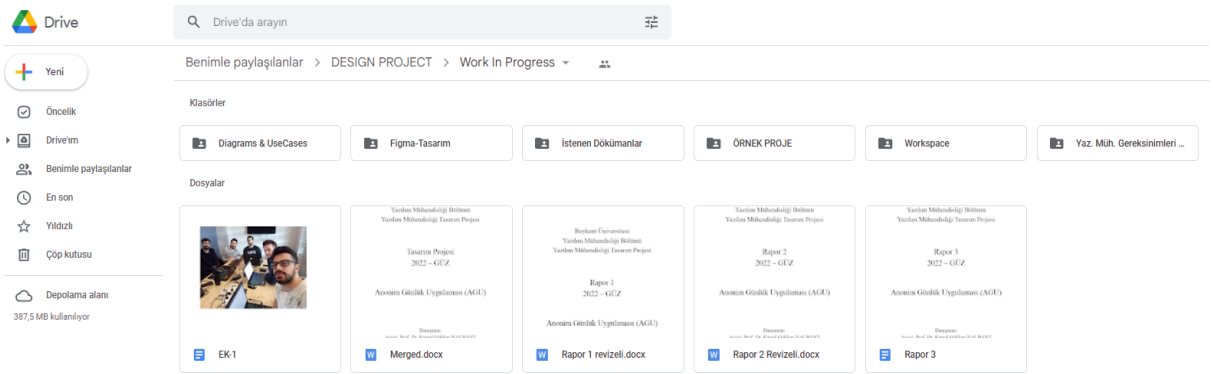 Drive
Drive'da arayın
Yeni
Öncelik
Drive'ım
Benimle paylaşılanlar
En son
Yıldızlı
Çöp kutusu
Depolama alanı
387,5 MB kullanılıyor
Benimle paylaşılanlar > DESIGN PROJECT > Work In Progress
Klasörler
Diagrams & UseCases
Figma-Tasarım
İstenen Dökümanlar
ÖRNEK PROJE
Workspace
Yaz. Müh. Gereksinimleri ...
Dosyalar
EK-1
Yazılım Mühendisliği Bölümü
Yazılım Mühendisliği Tasarım Projesi
Tasarım Projesi
2022 – GÜZ
Anonim Günlük Uygulaması (AGU)
Danışman:
Merged.docx
Beykent Üniversitesi
Yazılım Mühendisliği Bölümü
Yazılım Mühendisliği Tasarım Projesi
Rapor 1
2022 – GÜZ
Anonim Günlük Uygulaması (AGU)
Rapor 1 revizeli.docx
Yazılım Mühendisliği Bölümü
Yazılım Mühendisliği Tasarım Projesi
Rapor 2
2022 – GÜZ
Anonim Günlük Uygulaması (AGU)
Danışman:
Rapor 2 Revizeli.docx
Yazılım Mühendisliği Bölümü
Yazılım Mühendisliği Tasarım Projesi
Rapor 3
2022 – GÜZ
Anonim Günlük Uygulaması (AGU)
Danışman:
Rapor 3